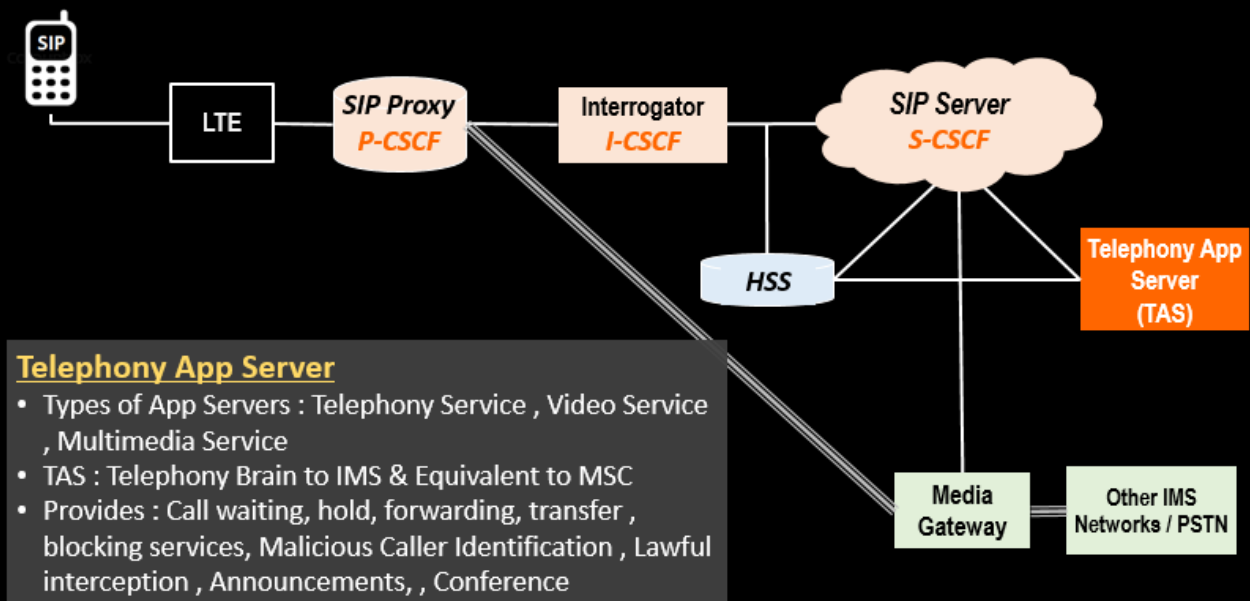 SIP
LTE
SIP Proxy
P-CSCF
Interrogator
I-CSCF
SIP Server
S-CSCF
HSS
Telephony App
Server
(TAS)
Telephony App Server
• Types of App Servers : Telephony Service , Video Service
, Multimedia Service
• TAS : Telephony Brain to IMS & Equivalent to MSC
• Provides : Call waiting, hold, forwarding, transfer ,
blocking services, Malicious Caller Identification , Lawful
interception , Announcements, , Conference
Media
Gateway
Other IMS
Networks / PSTN